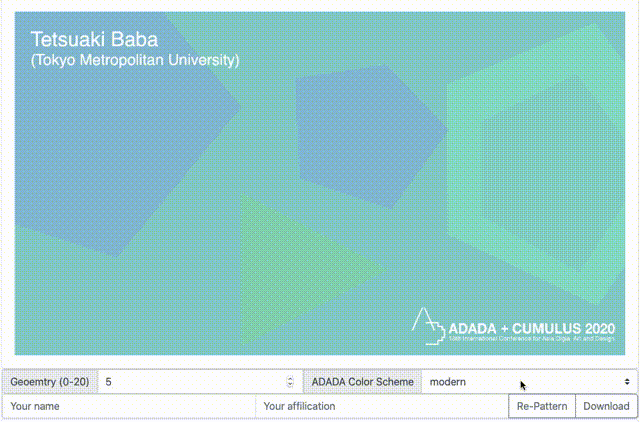 Tetsuaki Baba
(Tokyo Metropolitan University)
ADADA + CUMULUS 2020
18th International Conference for Asia Digital Art and Design
Geoemtry (0-20) 5 ADADA Color Scheme modern
Your name Your affilication Re-Pattern Download